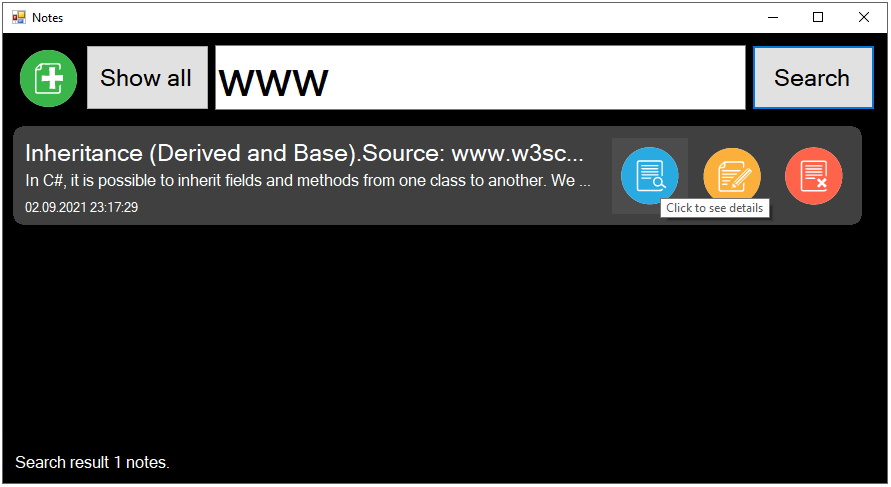 Notes
Show all
www
Search
Inheritance (Derived and Base).Source: www.w3sc...
In C#, it is possible to inherit fields and methods from one class to another. We ...
02.09.2021 23:17:29
Click to see details
Search result 1 notes.